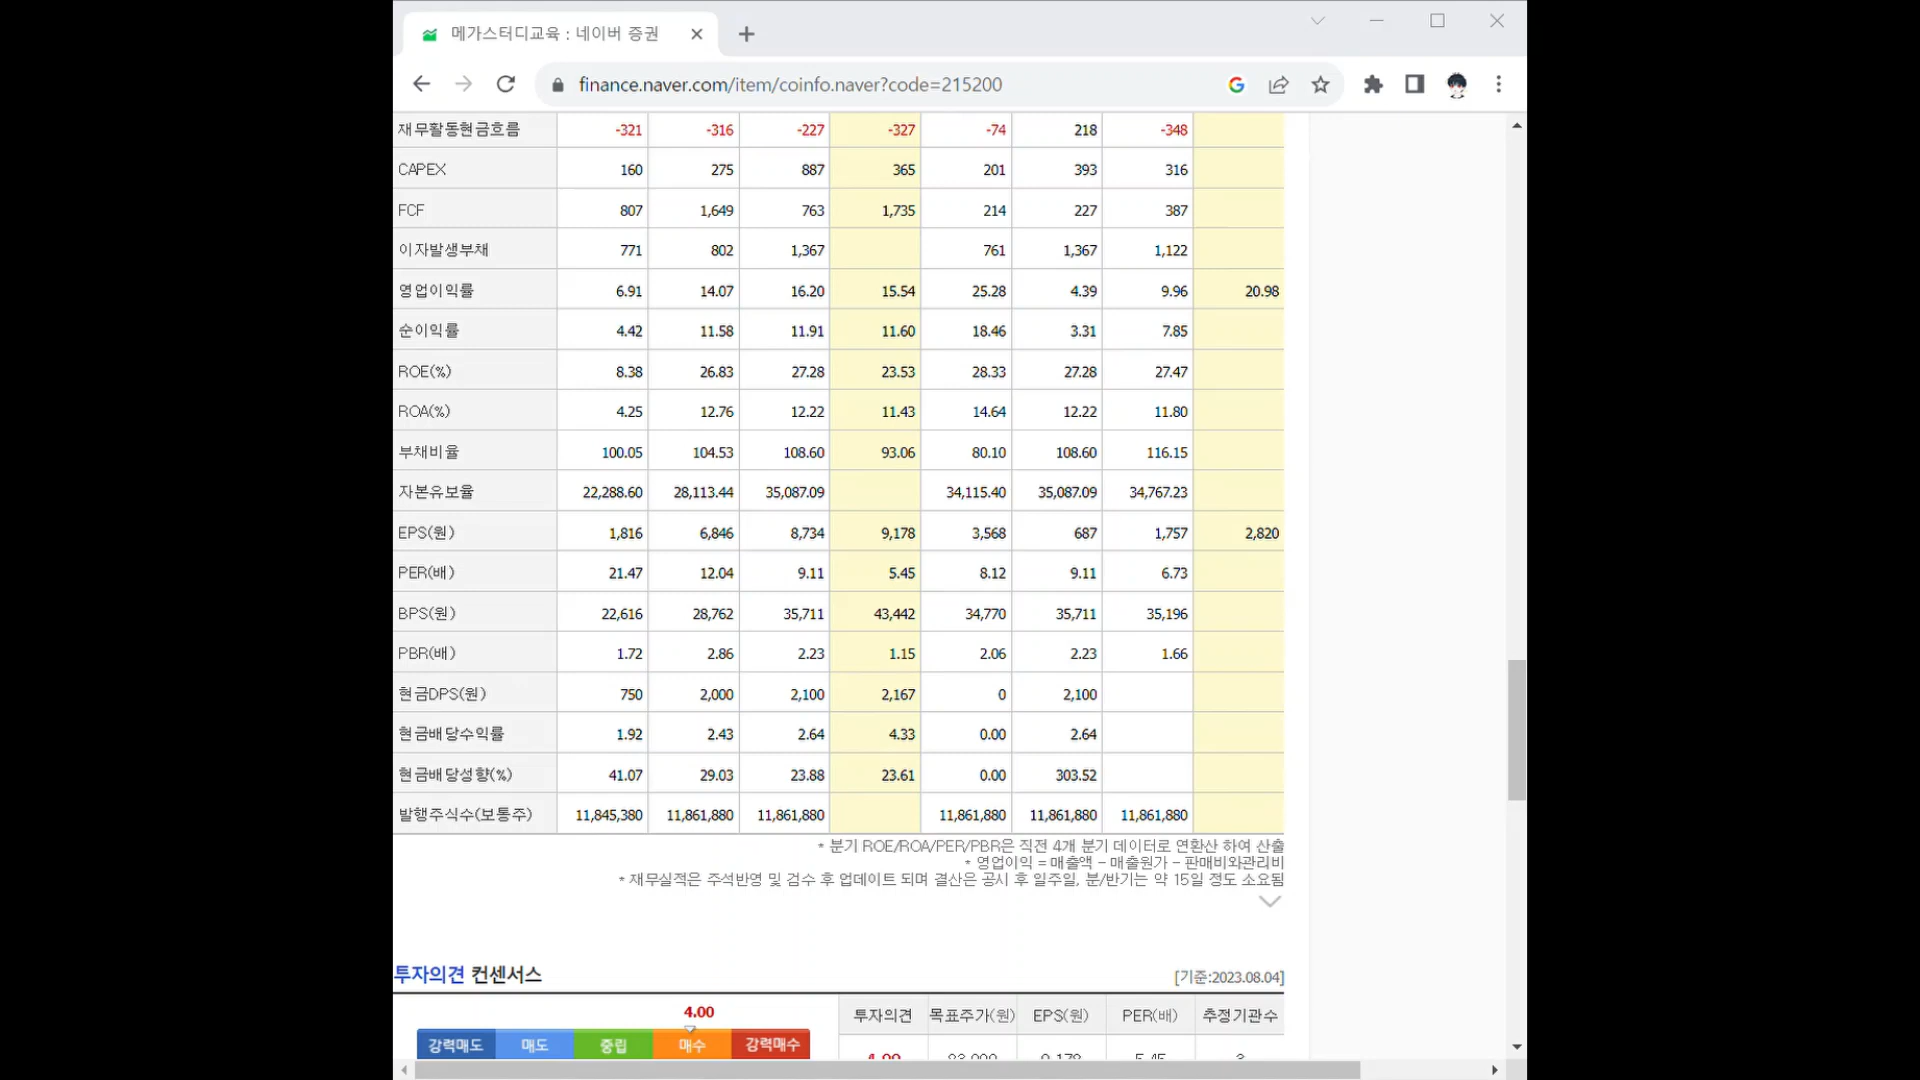 메가스터디교육 : 네이버 증권
finance.naver.com/item/coinfo.naver?code=215200
재무활동현금흐름 -321 -316 -227 -327 -74 218 -348
CAPEX 160 275 887 365 201 393 316
FCF 807 1,649 763 1,735 214 227 387
이자발생부채 771 802 1,367 761 1,367 1,122
영업이익률 6.91 14.07 16.20 15.54 25.28 4.39 9.96 20.98
순이익률 4.42 11.58 11.91 11.60 18.46 3.31 7.85
ROE(%) 8.38 26.83 27.28 23.53 28.33 27.28 27.47
ROA(%) 4.25 12.76 12.22 11.43 14.64 12.22 11.80
부채비율 100.05 104.53 108.60 93.06 80.10 108.60 116.15
자본유보율 22,288.60 28,113.44 35,087.09 34,115.40 35,087.09 34,767.23
EPS(원) 1,816 6,846 8,734 9,178 3,568 687 1,757 2,820
PER(배) 21.47 12.04 9.11 5.45 8.12 9.11 6.73
BPS(원) 22,616 28,762 35,711 43,442 34,770 35,711 35,196
PBR(배) 1.72 2.86 2.23 1.15 2.06 2.23 1.66
현금DPS(원) 750 2,000 2,100 2,167 0 2,100
현금배당수익률 1.92 2.43 2.64 4.33 0.00 2.64
현금배당성향(%) 41.07 29.03 23.88 23.61 0.00 303.52
발행주식수(보통주) 11,845,380 11,861,880 11,861,880 11,861,880 11,861,880 11,861,880
* 분기 ROE/ROA/PER/PBR은 직전 4개 분기 데이터로 연환산 하여 산출
* 영업이익 = 매출액 - 매출원가 - 판매비와관리비
* 재무실적은 주석반영 및 검수 후 업데이트 되며 결산은 공시 후 일주일, 분/반기는 약 15일 정도 소요됨
투자의견 컨센서스 [기준:2023.08.04]
4.00
투자의견 목표주가(원) EPS(원) PER(배) 추정기관수
강력매도 매도 중립 매수 강력매수
4.00 9,178 5.45